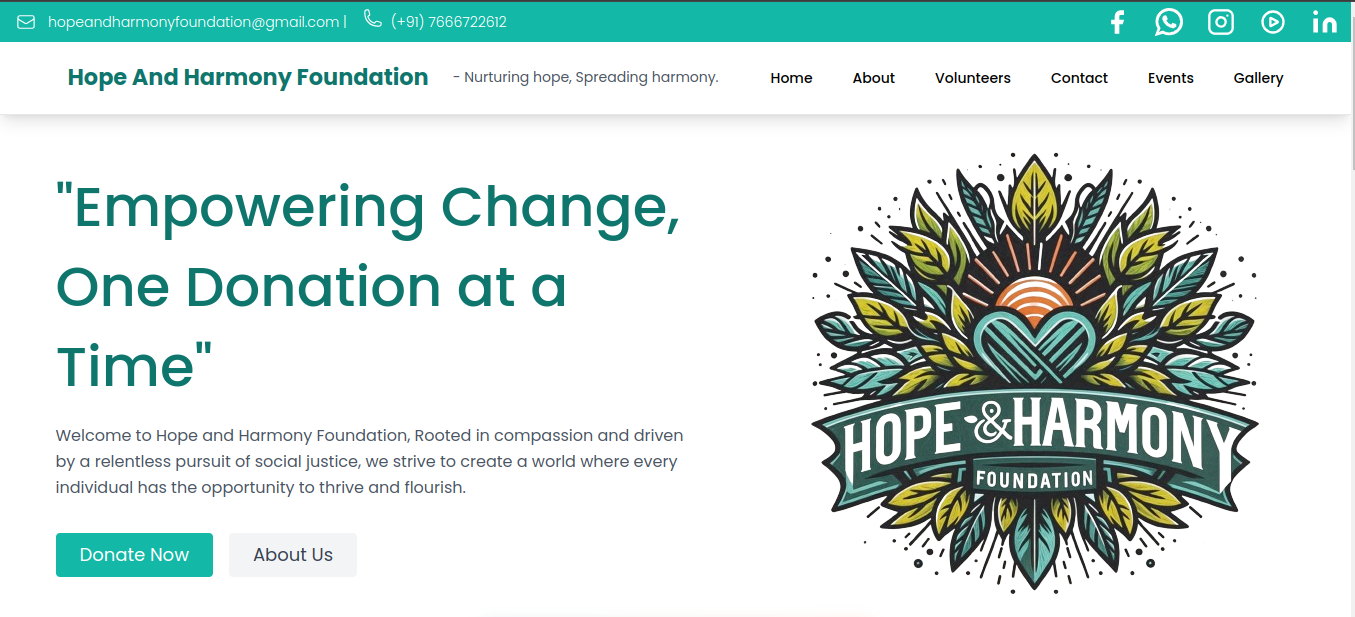 hopeandharmonyfoundation@gmail.com | (+91) 7666722612
Hope And Harmony Foundation - Nurturing hope, Spreading harmony. Home About Volunteers Contact Events Gallery
"Empowering Change,
One Donation at a
Time"
Welcome to Hope and Harmony Foundation, Rooted in compassion and driven
by a relentless pursuit of social justice, we strive to create a world where every
individual has the opportunity to thrive and flourish.
Donate Now About Us
HOPE & HARMONY
FOUNDATION